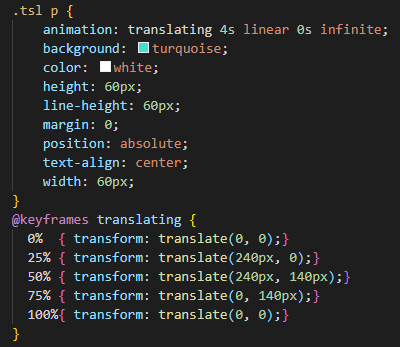 .tsl p {
animation: translating 4s linear 0s infinite;
background: turquoise;
color: white;
height: 60px;
line-height: 60px;
margin: 0;
position: absolute;
text-align: center;
width: 60px;
}
@keyframes translating {
0% { transform: translate(0, 0);}
25% { transform: translate(240px, 0);}
50% { transform: translate(240px, 140px);}
75% { transform: translate(0, 140px);}
100%{ transform: translate(0, 0);}
}